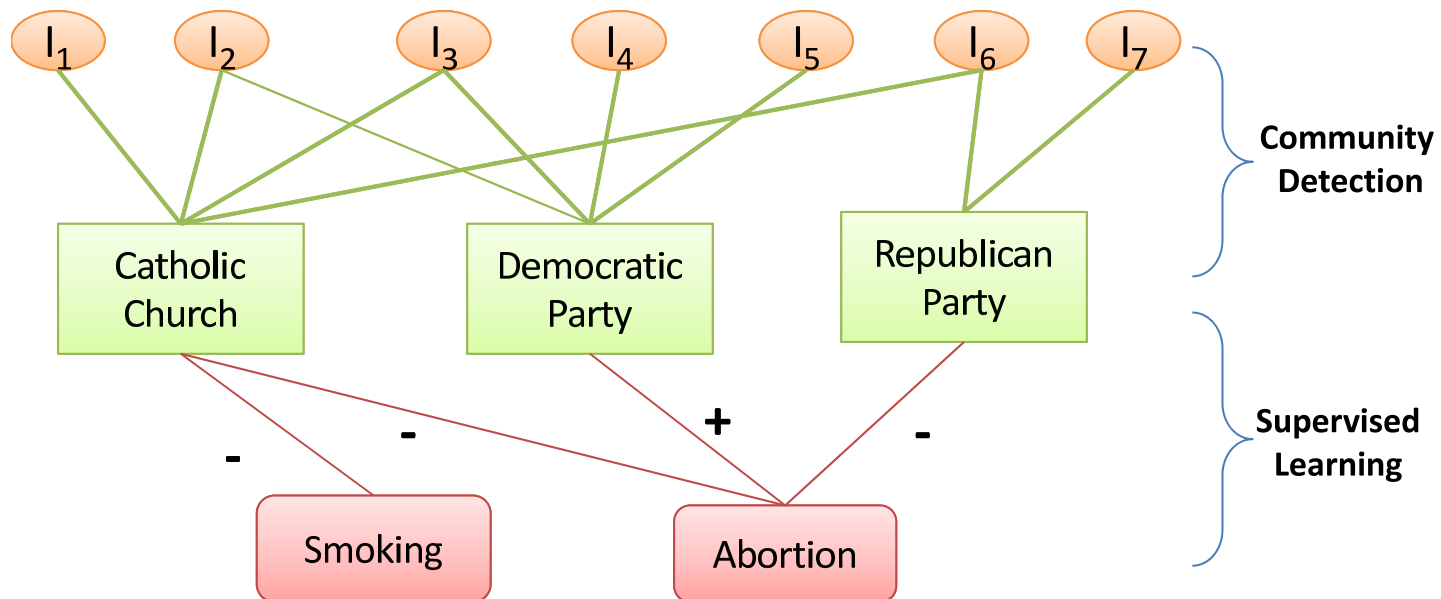 I1 I2 I3 I4 I5 I6 I7
Community
Detection
Catholic
Church
Democratic
Party
Republican
Party
-
-
+
-
Supervised
Learning
Smoking
Abortion